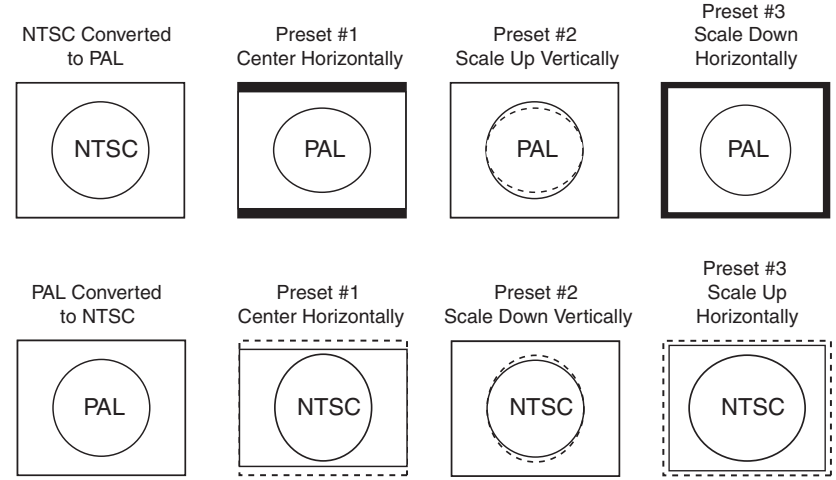 NTSC Converted
to PAL
Preset #1
Center Horizontally
Preset #2
Scale Up Vertically
Preset #3
Scale Down
Horizontally
NTSC
PAL
PAL
PAL
PAL Converted
to NTSC
Preset #1
Center Horizontally
Preset #2
Scale Down Vertically
Preset #3
Scale Up
Horizontally
PAL
NTSC
NTSC
NTSC